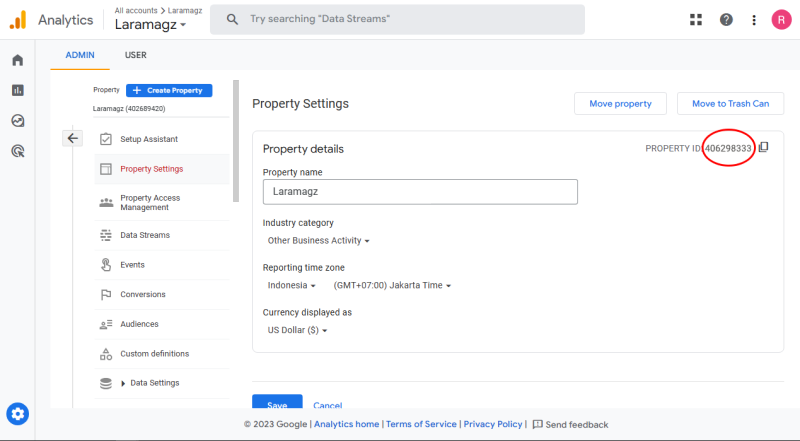 Analytics
All accounts > Laramagz
Laramagz
Try searching "Data Streams"
R
ADMIN
USER
Property
+ Create Property
Laramagz (402689420)
Setup Assistant
Property Settings
Property Access
Management
Data Streams
Events
Conversions
Audiences
Custom definitions
Data Settings
Property Settings
Move property
Move to Trash Can
Property details
PROPERTY ID: 406298333
Property name
Laramagz
Industry category
Other Business Activity
Reporting time zone
Indonesia
(GMT+07:00) Jakarta Time
Currency displayed as
US Dollar ($)
Save
Cancel
© 2023 Google | Analytics home | Terms of Service | Privacy Policy | Send feedback